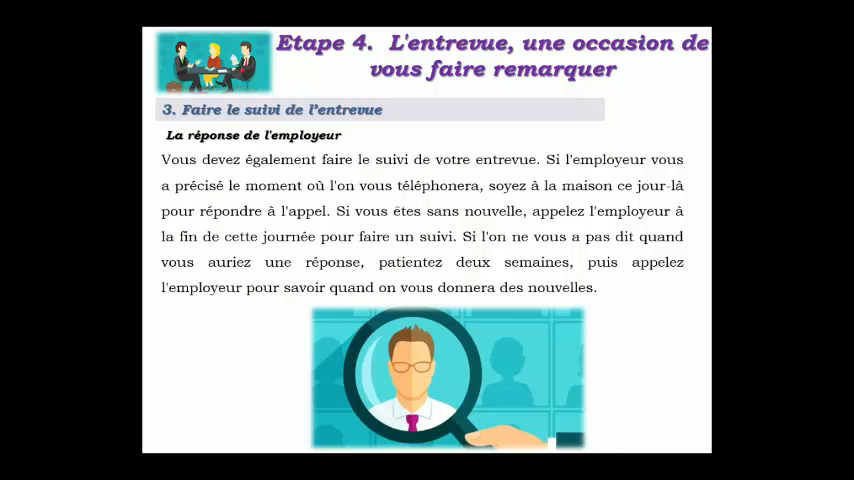 Etape 4. L'entrevue, une occasion de
vous faire remarquer
3. Faire le suivi de l'entrevue
La réponse de l'employeur
Vous devez également faire le suivi de votre entrevue. Si l'employeur vous
a précisé le moment où l'on vous téléphonera, soyez à la maison ce jour-là
pour répondre à l'appel. Si vous êtes sans nouvelle, appelez l'employeur à
la fin de cette journée pour faire un suivi. Si l'on ne vous a pas dit quand
vous auriez une réponse, patientez deux semaines, puis appelez
l'employeur pour savoir quand on vous donnera des nouvelles.